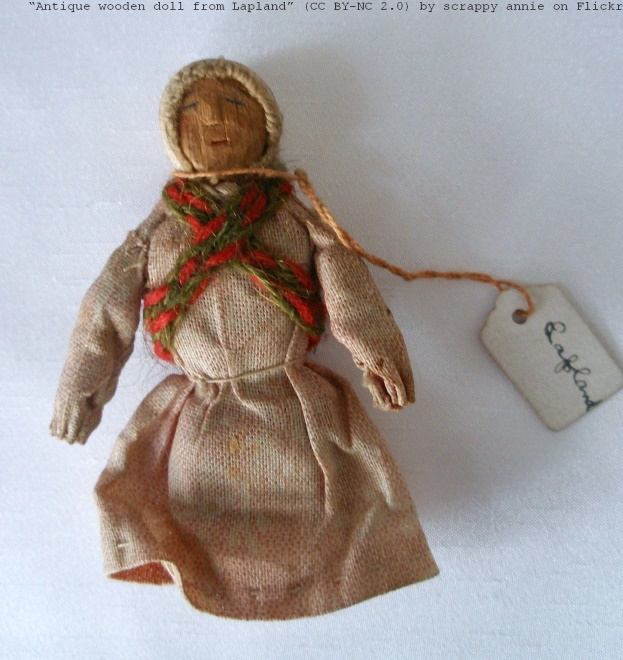 “Antique wooden doll from Lapland” (CC BY-NC 2.0) by scrappy annie on Flickr
Lapland